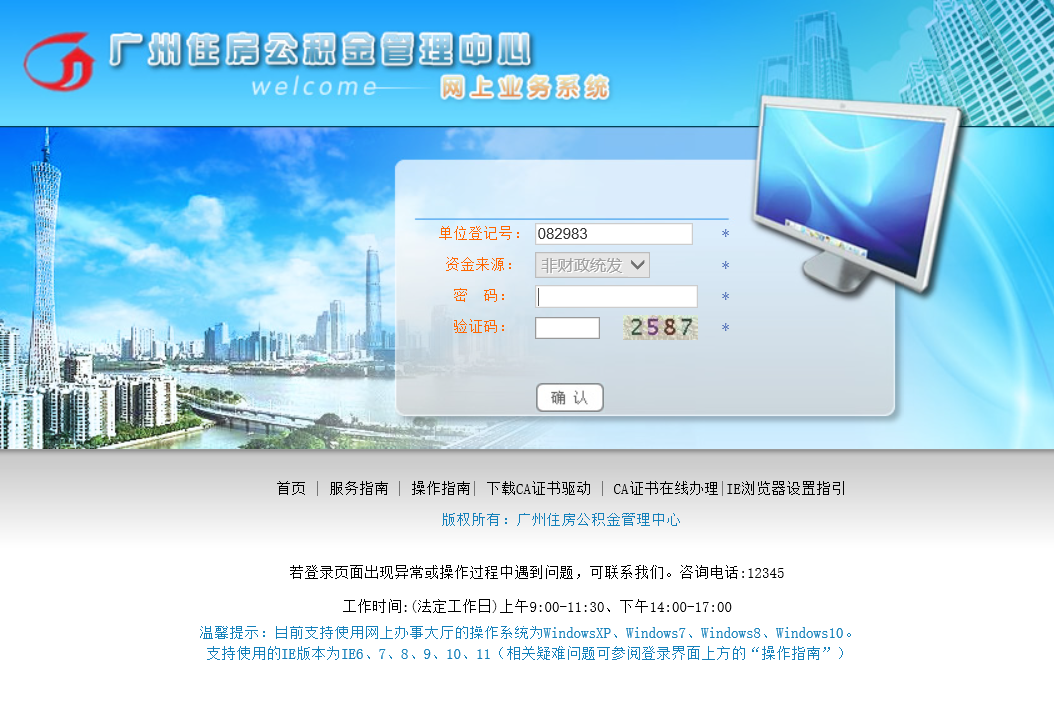 广州住房公积金管理中心
welcome 网上业务系统
单位登记号： 082983 *
资金来源： 非财政统发 *
密 码： *
验证码： 2587 *
确 认
首页 | 服务指南 | 操作指南| 下载CA证书驱动 | CA证书在线办理|IE浏览器设置指引
版权所有：广州住房公积金管理中心
若登录页面出现异常或操作过程中遇到问题，可联系我们。咨询电话:12345
工作时间:(法定工作日)上午9:00-11:30、下午14:00-17:00
温馨提示：目前支持使用网上办事大厅的操作系统为WindowsXP、Windows7、Windows8、Windows10。
支持使用的IE版本为IE6、7、8、9、10、11（相关疑难问题可参阅登录界面上方的“操作指南”）